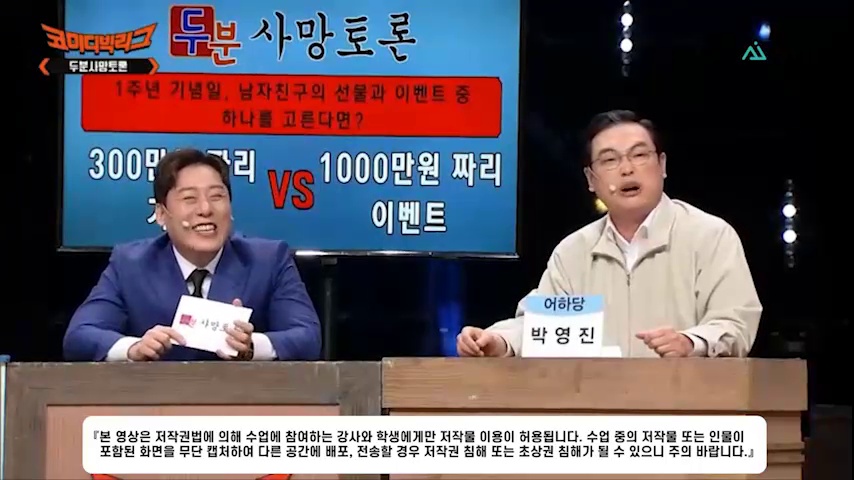 코미디빅리그
두분사망토론
두분 사망토론
1주년 기념일, 남자친구의 선물과 이벤트 중
하나를 고른다면?
300만원 짜리
VS
1000만원 짜리
이벤트
두분 사망토론
어하당
박영진
『본 영상은 저작권법에 의해 수업에 참여하는 강사와 학생에게만 저작물 이용이 허용됩니다. 수업 중의 저작물 또는 인물이
포함된 화면을 무단 캡처하여 다른 공간에 배포, 전송할 경우 저작권 침해 또는 초상권 침해가 될 수 있으니 주의 바랍니다.』